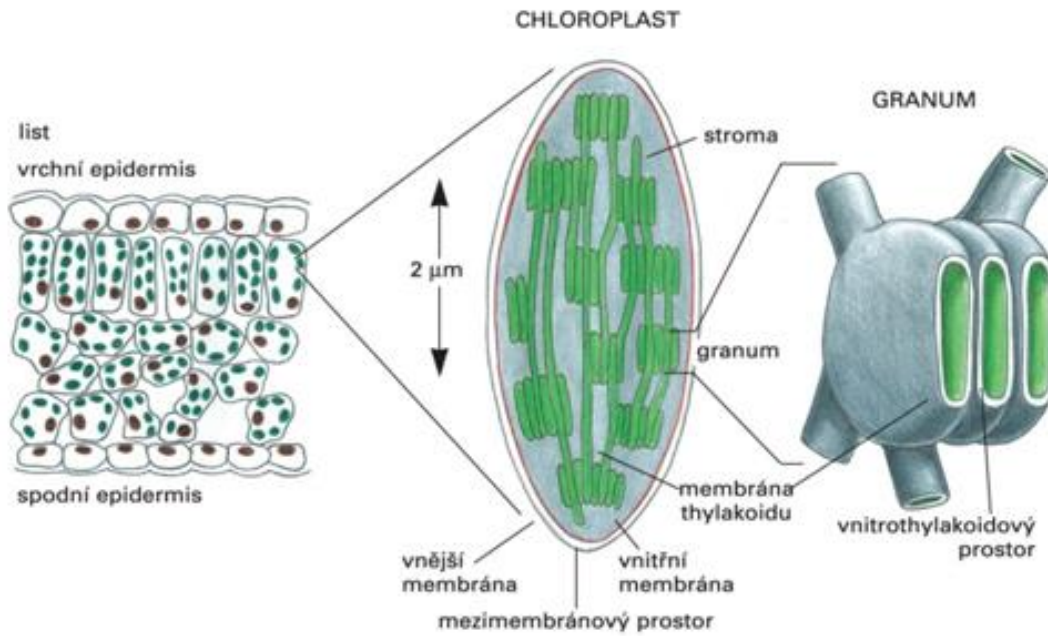 CHLOROPLAST
GRANUM
list
vrchní epidermis
stroma
2 μm
granum
spodní epidermis
membrána
thylakoidu
vnitrothylakoidový
prostor
vnější
membrána
vnitřní
membrána
mezimembránový prostor